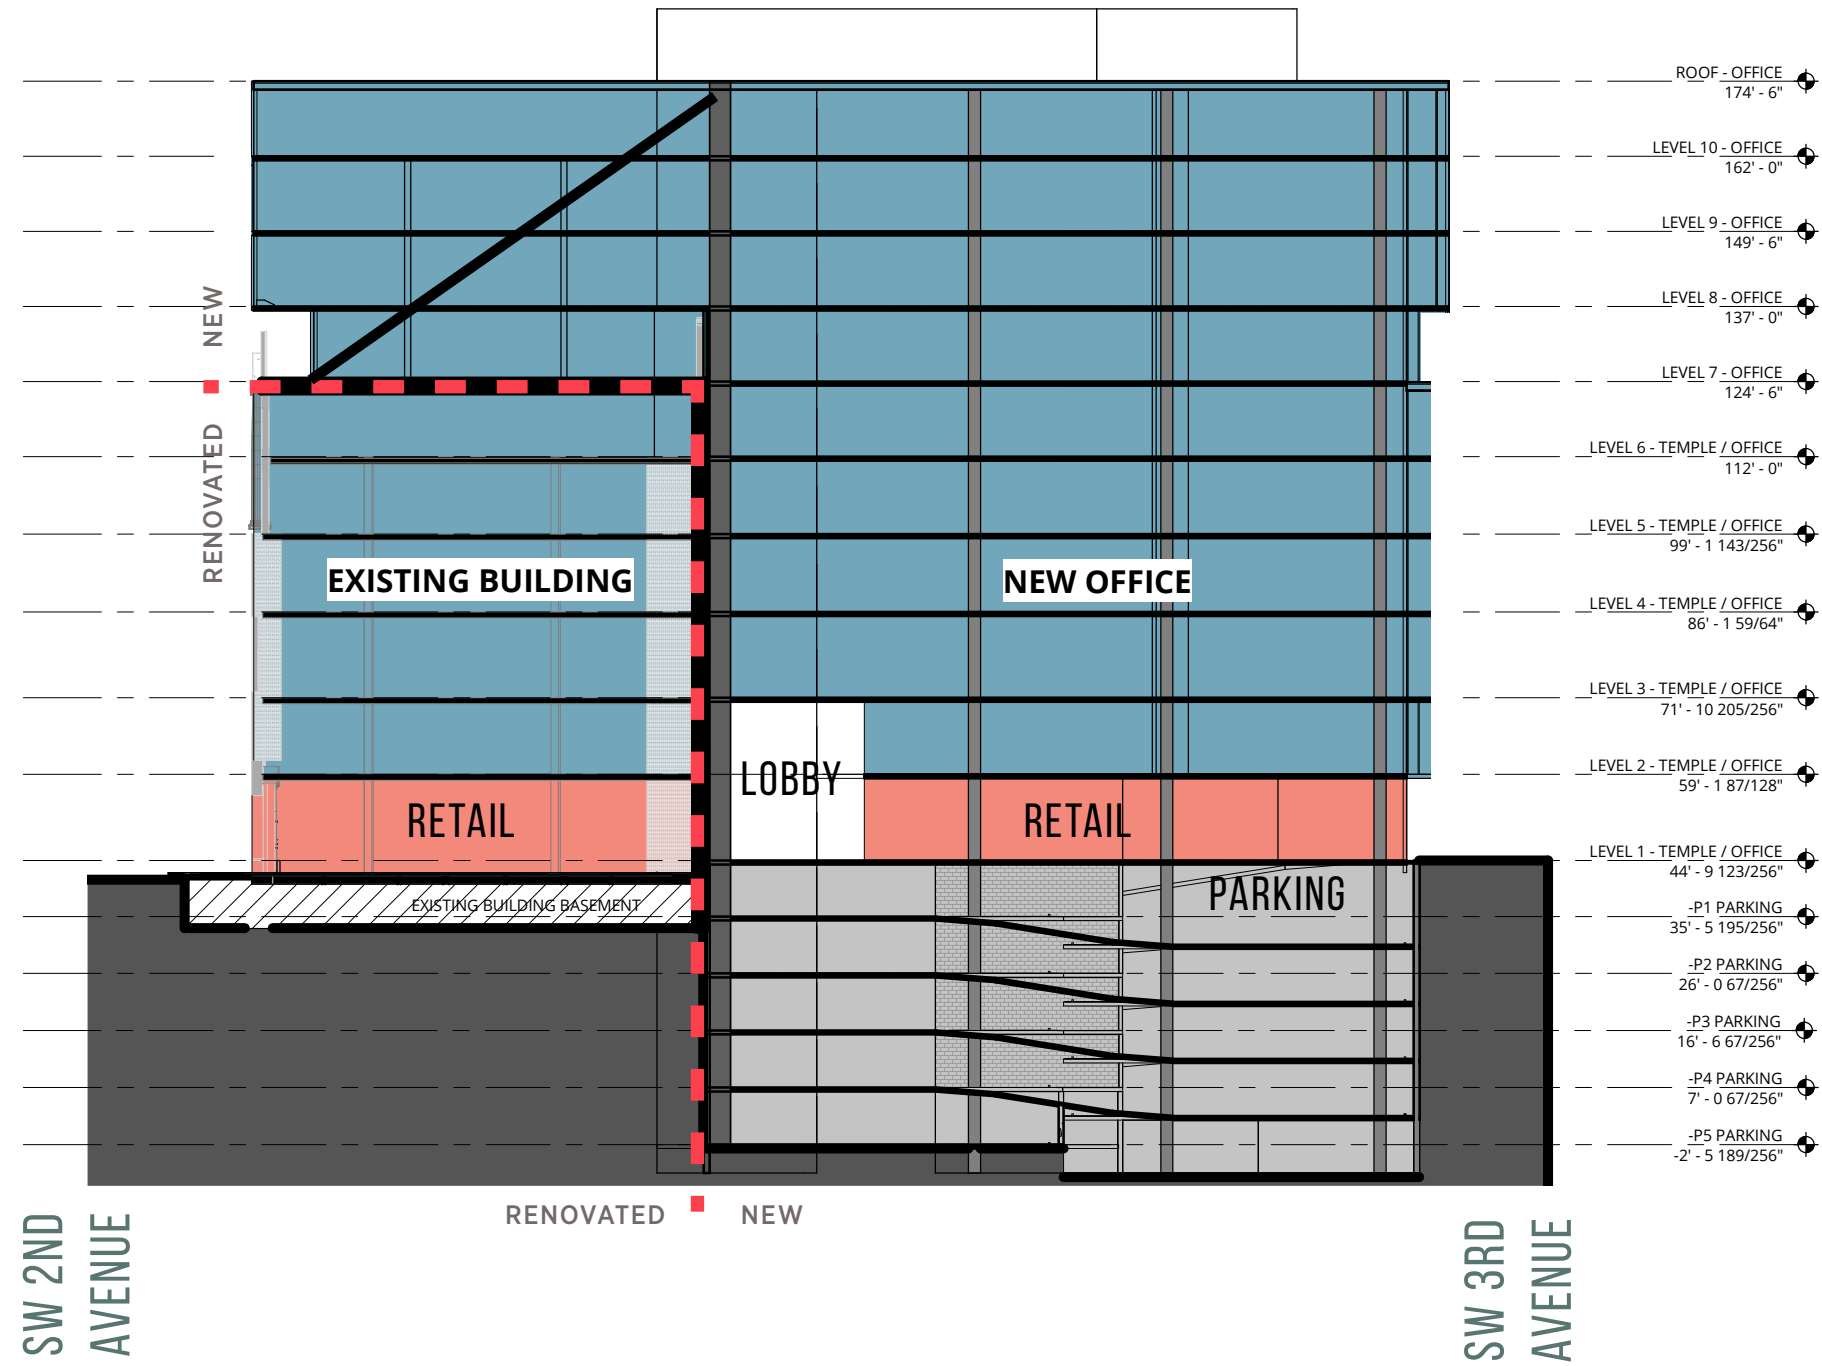 ROOF - OFFICE
174' - 6"
LEVEL 10 - OFFICE
162' - 0"
LEVEL 9 - OFFICE
149' - 6"
LEVEL 8 - OFFICE
137' - 0"
LEVEL 7 - OFFICE
124' - 6"
LEVEL 6 - TEMPLE / OFFICE
112' - 0"
LEVEL 5 - TEMPLE / OFFICE
99' - 1 143/256"
LEVEL 4 - TEMPLE / OFFICE
86' - 1 59/64"
LEVEL 3 - TEMPLE / OFFICE
71' - 10 205/256"
LEVEL 2 - TEMPLE / OFFICE
59' - 1 87/128"
LEVEL 1 - TEMPLE / OFFICE
44' - 9 123/256"
-P1 PARKING
35' - 5 195/256"
-P2 PARKING
26' - 0 67/256"
-P3 PARKING
16' - 6 67/256"
-P4 PARKING
7' - 0 67/256"
-P5 PARKING
-2' - 5 189/256"
NEW
RENOVATED
EXISTING BUILDING
NEW OFFICE
LOBBY
RETAIL
RETAIL
PARKING
EXISTING BUILDING BASEMENT
RENOVATED
NEW
SW 2ND
AVENUE
SW 3RD
AVENUE